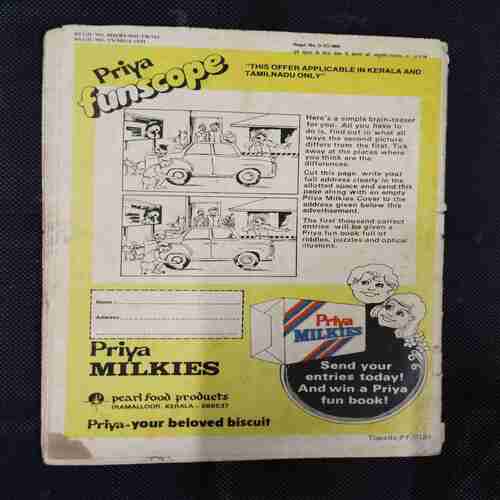 Priya
funscope
"THIS OFFER APPLICABLE IN KERALA AND
TAMILNADU ONLY"
Here's a simple brain-teaser
for you. All you have to
do is, find out in what all
ways the second picture
differs from the first. Tick
away at the places where
you think are the
differences.
Cut this page write your
full address clearly in the
allotted space and send this
page along with an empty
Priya Milkies Cover to the
address given below this
advertisement.
The first thousand correct
entries will be given a
Priya fun book full of
riddles, puzzles and optical
illusions.
Name
Address
Priya
MILKIES
Priya
MILKIES
pearl food products
IRAMALLOOR, KERALA - 688537
Priya-your beloved biscuit
Send your
entries today!
And win a Priya
fun book!